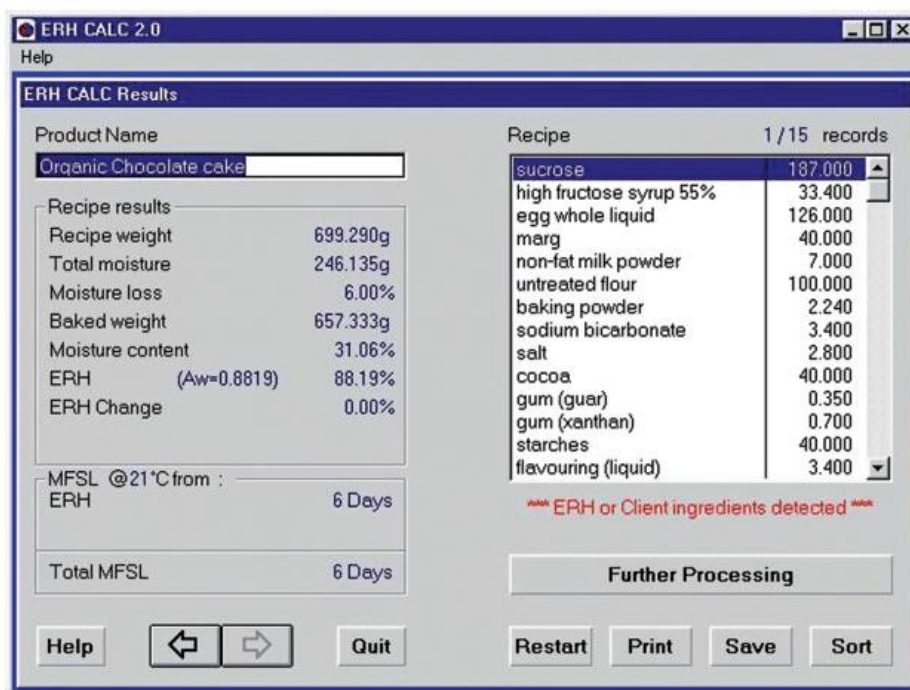 ERH CALC 2.0
Help
ERH CALC Results
Product Name
Organic Chocolate cake
Recipe results
Recipe weight 699.290g
Total moisture 246.135g
Moisture loss 6.00%
Baked weight 657.333g
Moisture content 31.06%
ERH (Aw=0.8819) 88.19%
ERH Change 0.00%
MFSL @21°C from :
ERH 6 Days
Total MFSL 6 Days
Recipe 1/15 records
sucrose 187.000
high fructose syrup 55% 33.400
egg whole liquid 126.000
marg 40.000
non-fat milk powder 7.000
untreated flour 100.000
baking powder 2.240
sodium bicarbonate 3.400
salt 2.800
cocoa 40.000
gum (guar) 0.350
gum (xanthan) 0.700
starches 40.000
flavouring (liquid) 3.400
*** ERH or Client ingredients detected ***
Further Processing
Help Quit Restart Print Save Sort